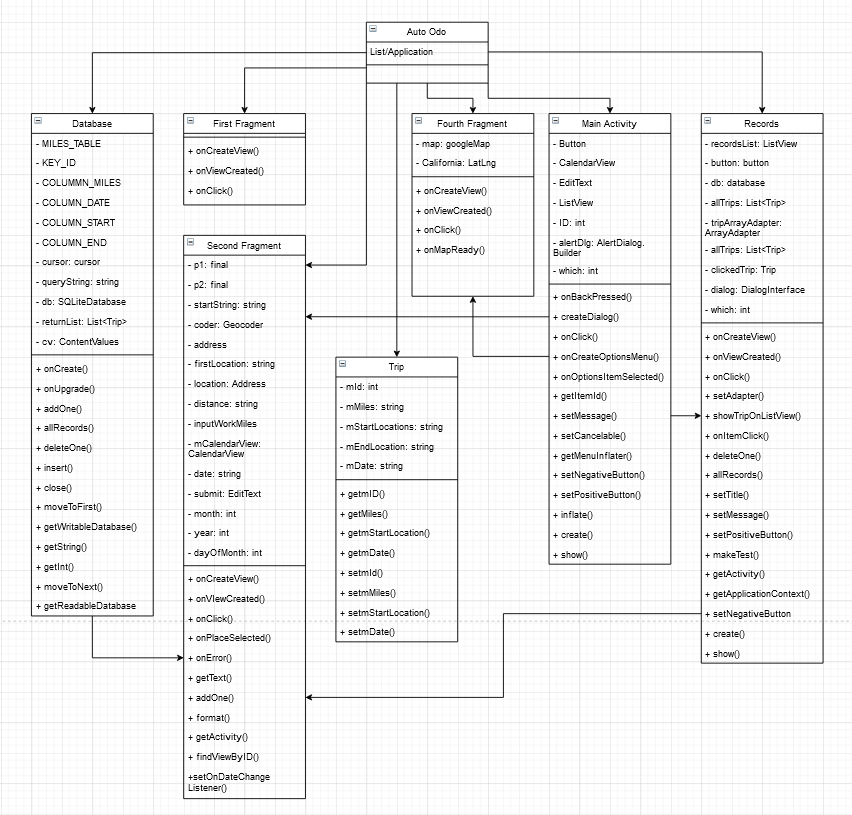 Auto Odo
List/Application
Database
- MILES_TABLE
- KEY_ID
- COLUMMN_MILES
- COLUMN_DATE
- COLUMN_START
- COLUMN_END
- cursor: cursor
- queryString: string
- db: SQLiteDatabase
- returnList: List<Trip>
- cv: ContentValues
+ onCreate()
+ onUpgrade()
+ addOne()
+ allRecords()
+ deleteOne()
+ insert()
+ close()
+ moveToFirst()
+ getWritableDatabase()
+ getString()
+ getInt()
+ moveToNext()
+ getReadableDatabase
First Fragment
+ onCreateView()
+ onViewCreated()
+ onClick()
Second Fragment
- p1: final
- p2: final
- startString: string
- coder: Geocoder
- address
- firstLocation: string
- location: Address
- distance: string
- inputWorkMiles
- mCalendarView:
CalendarView
- date: string
- submit: EditText
- month: int
- year: int
- dayOfMonth: int
+ onCreateView()
+ onVIewCreated()
+ onClick()
+ onPlaceSelected()
+ onError()
+ getText()
+ addOne()
+ format()
+ getActivity()
+ findViewByID()
+setOnDateChange
Listener()
Trip
- mId: int
- mMiles: string
- mStartLocations: string
- mEndLocation: string
- mDate: string
+ getmID()
+ getMiles()
+ getmStartLocation()
+ getmDate()
+ setmId()
+ setmMiles()
+ setmStartLocation()
+ setmDate()
Fourth Fragment
- map: googleMap
- California: LatLng
+ onCreateView()
+ onViewCreated()
+ onClick()
+ onMapReady()
Main Activity
- Button
- CalendarView
- EditText
- ListView
- ID: int
- alertDlg: AlertDialog.
Builder
- which: int
+ onBackPressed()
+ createDialog()
+ onClick()
+ onCreateOptionsMenu()
+ onOptionsItemSelected()
+ getItemId()
+ setMessage()
+ setCancelable()
+ getMenuInflater()
+ setNegativeButton()
+ setPositiveButton()
+ inflate()
+ create()
+ show()
Records
- recordsList: ListView
- button: button
- db: database
- allTrips: List<Trip>
- tripArrayAdapter:
ArrayAdapter
- allTrips: List<Trip>
- clickedTrip: Trip
- dialog: DialogInterface
- which: int
+ onCreateView()
+ onViewCreated()
+ onClick()
+ setAdapter()
+ showTripOnListView()
+ onItemClick()
+ deleteOne()
+ allRecords()
+ setTitle()
+ setMessage()
+ setPositiveButton()
+ makeTest()
+ getActivity()
+ getApplicationContext()
+ setNegativeButton
+ create()
+ show()